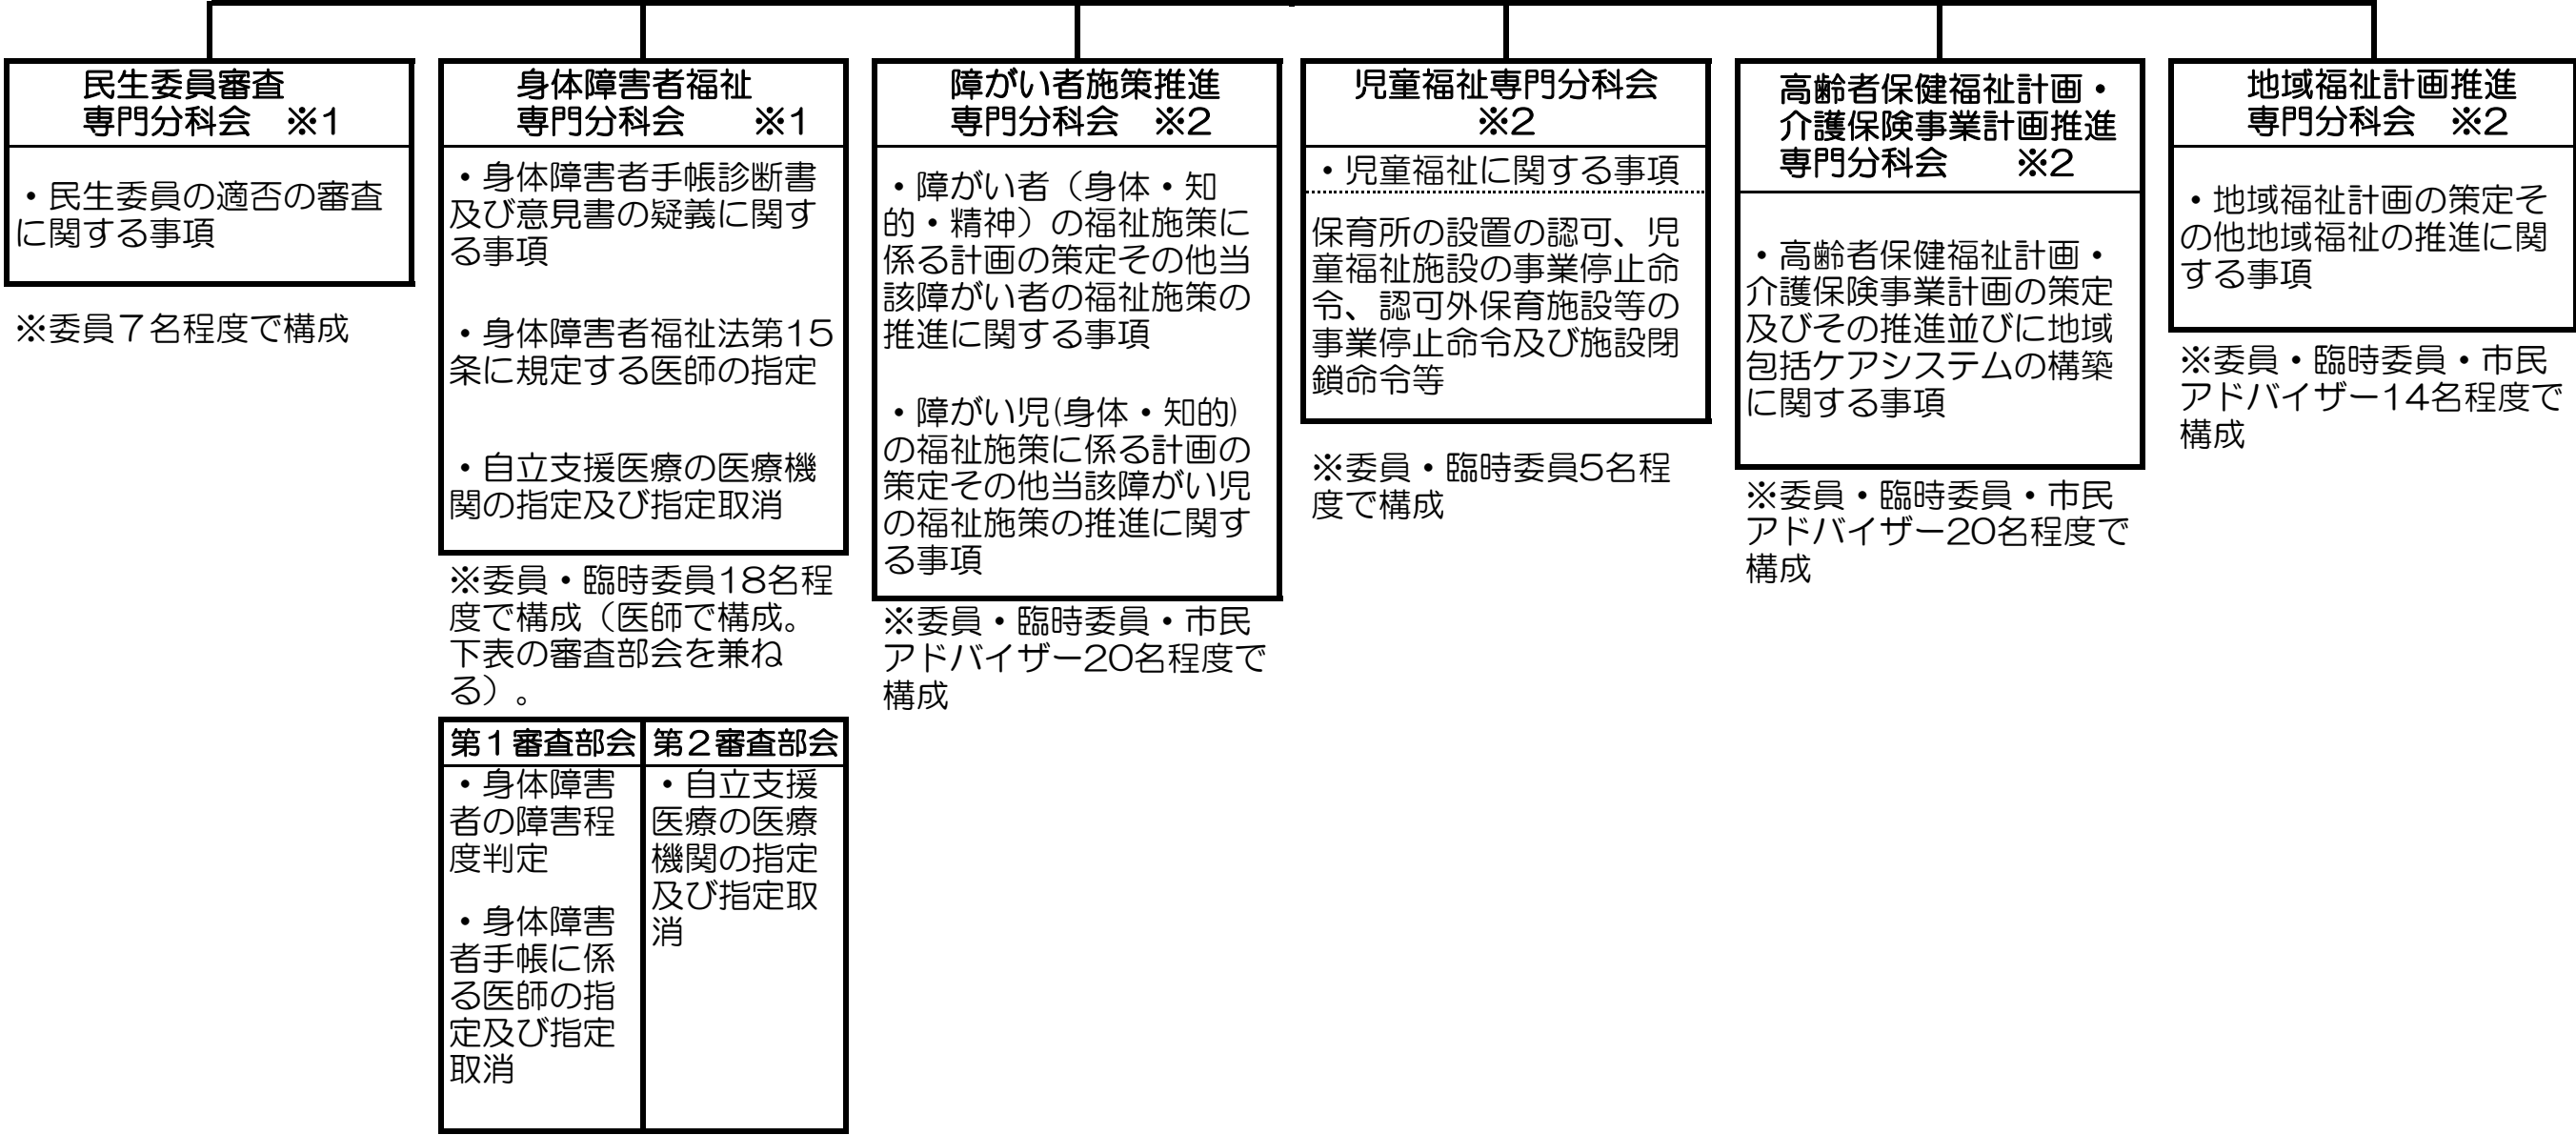 民生委員審査
専門分科会　※1
・民生委員の適否の審査
に関する事項
※委員７名程度で構成
身体障害者福祉
専門分科会　　※1
・身体障害者手帳診断書
及び意見書の疑義に関す
る事項
・身体障害者福祉法第15
条に規定する医師の指定
・自立支援医療の医療機
関の指定及び指定取消
※委員・臨時委員18名程
度で構成（医師で構成。
下表の審査部会を兼ね
る）。
第１審査部会
・身体障害
者の障害程
度判定
・身体障害
者手帳に係
る医師の指
定及び指定
取消
第２審査部会
・自立支援
医療の医療
機関の指定
及び指定取
消
障がい者施策推進
専門分科会　※2
・障がい者（身体・知
的・精神）の福祉施策に
係る計画の策定その他当
該障がい者の福祉施策の
推進に関する事項
・障がい児(身体・知的)
の福祉施策に係る計画の
策定その他当該障がい児
の福祉施策の推進に関す
る事項
※委員・臨時委員・市民
アドバイザー20名程度で
構成
児童福祉専門分科会
※2
・児童福祉に関する事項
保育所の設置の認可、児
童福祉施設の事業停止命
令、認可外保育施設等の
事業停止命令及び施設閉
鎖命令等
※委員・臨時委員5名程
度で構成
高齢者保健福祉計画・
介護保険事業計画推進
専門分科会　　※2
・高齢者保健福祉計画・
介護保険事業計画の策定
及びその推進並びに地域
包括ケアシステムの構築
に関する事項
※委員・臨時委員・市民
アドバイザー20名程度で
構成
地域福祉計画推進
専門分科会　※2
・地域福祉計画の策定そ
の他地域福祉の推進に関
する事項
※委員・臨時委員・市民
アドバイザー14名程度で
構成